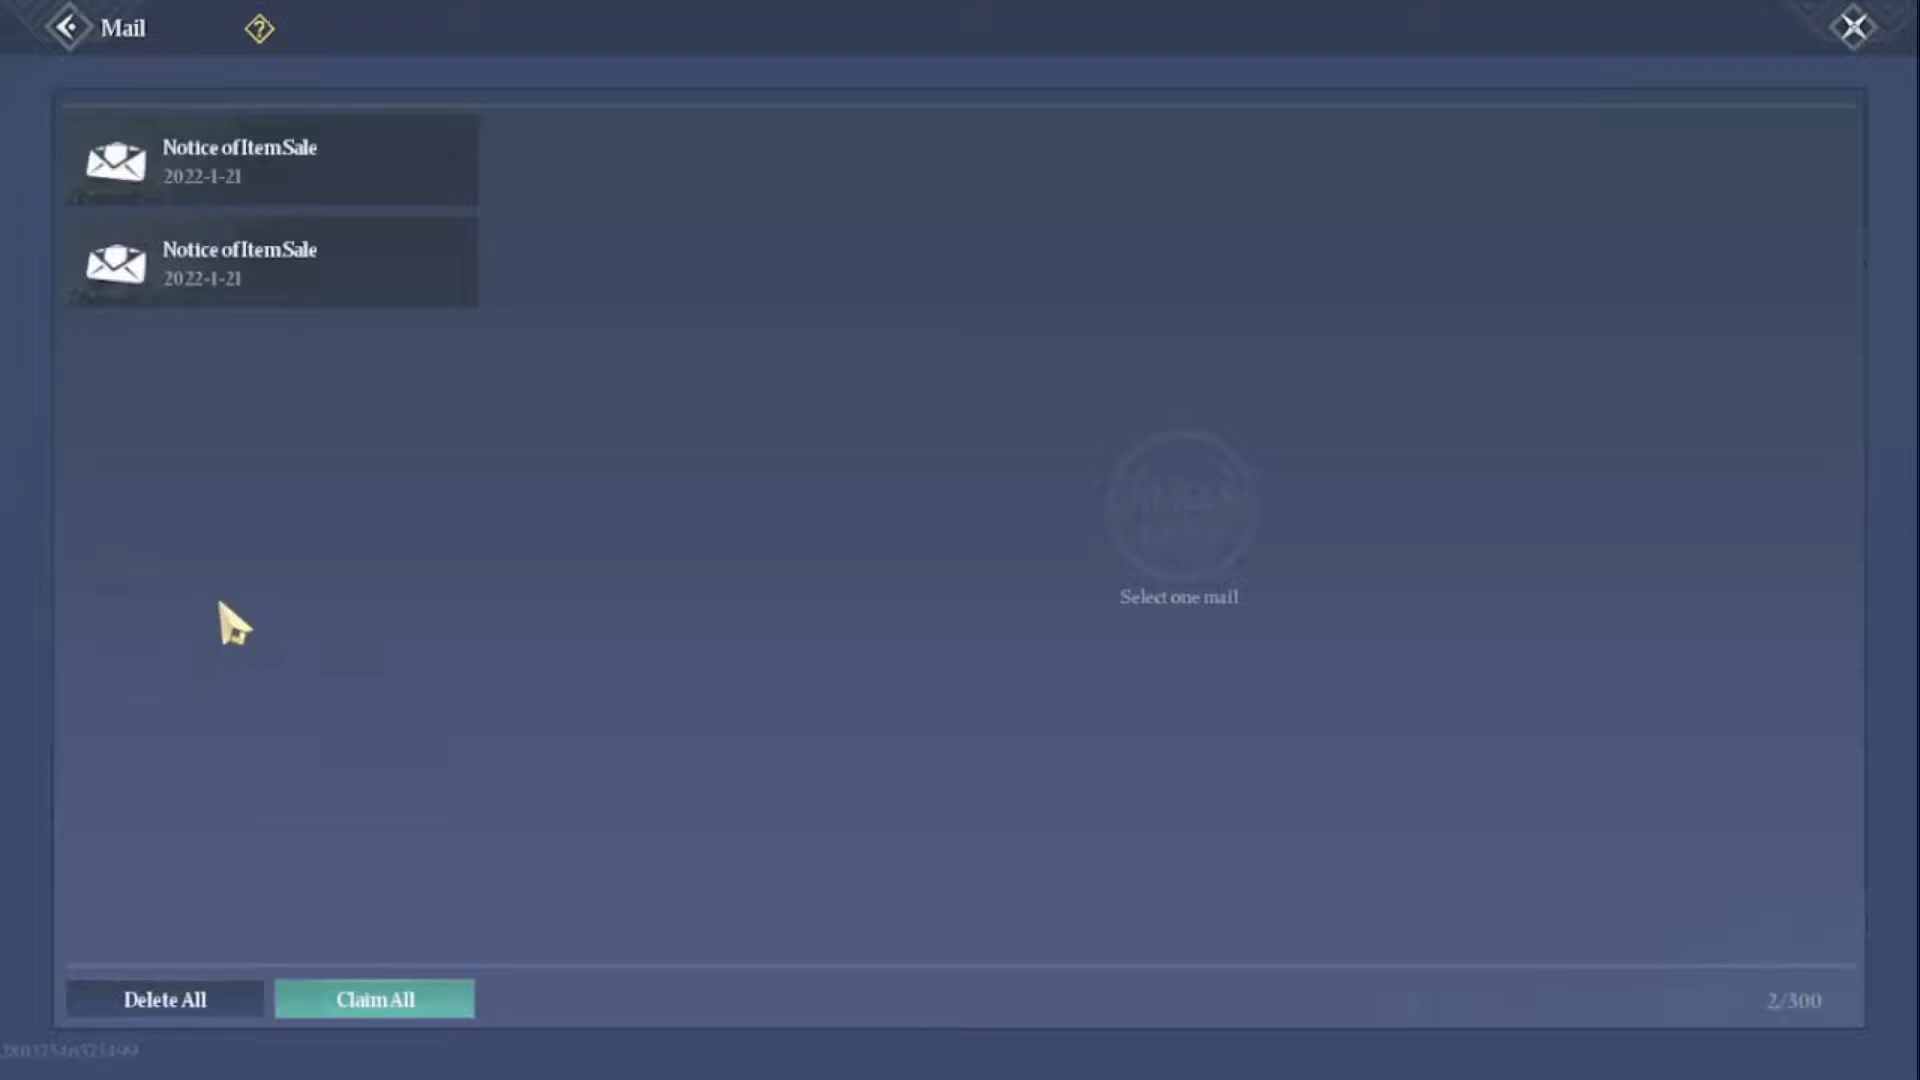 Mail
Notice of Item Sale
2022-1-21
Notice of Item Sale
2022-1-21
Select one mail
Delete All
Claim All
2/300